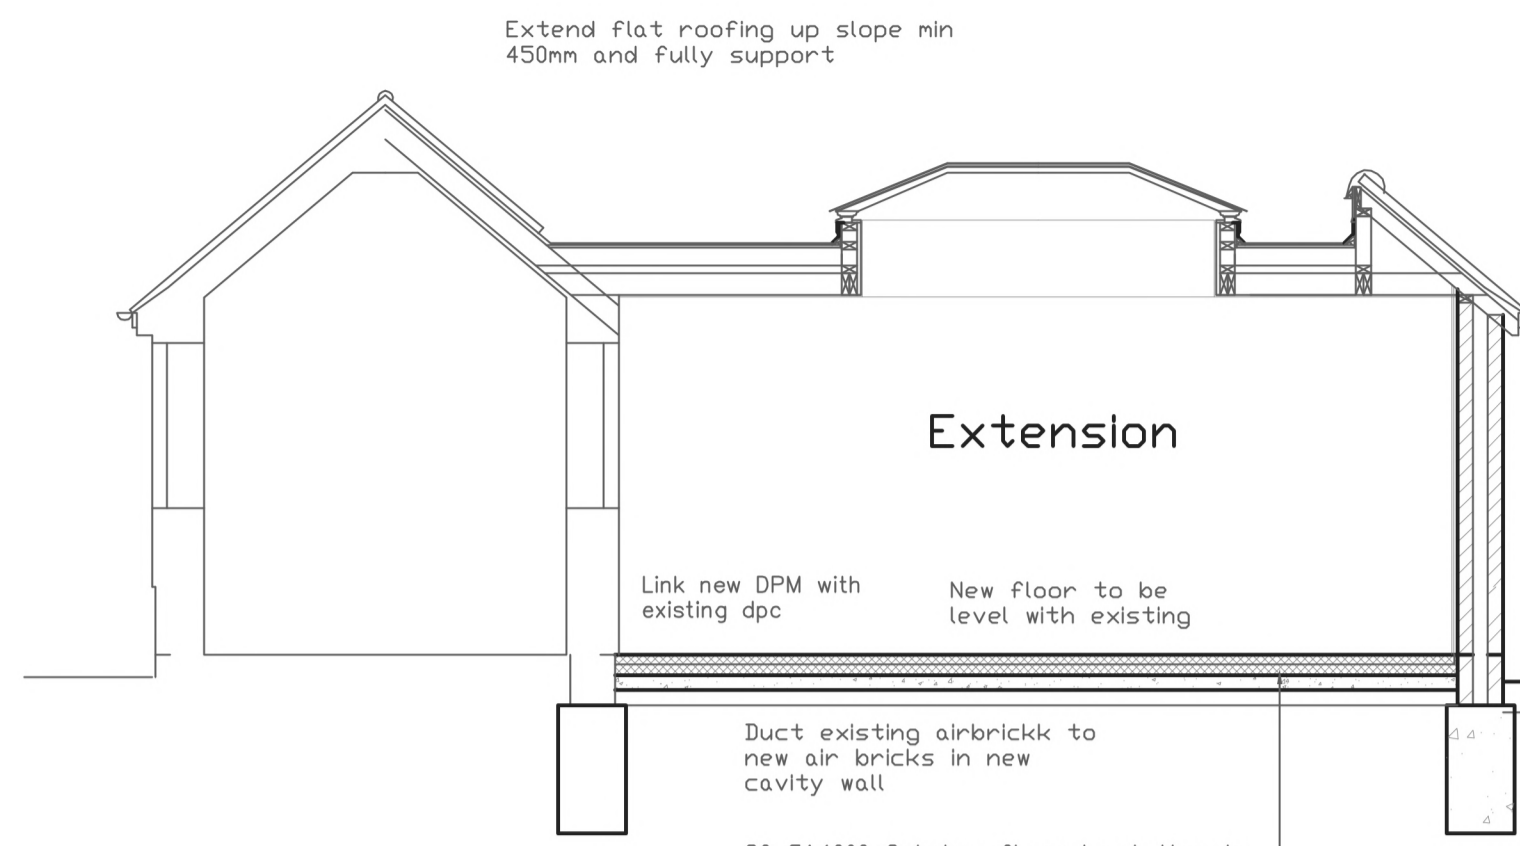 Extend flat roofing up slope min
450mm and fully support
Extension
Link new DPM with
existing dpc
New floor to be
level with existing
Duct existing airbrickk to
new air bricks in new
cavity wall